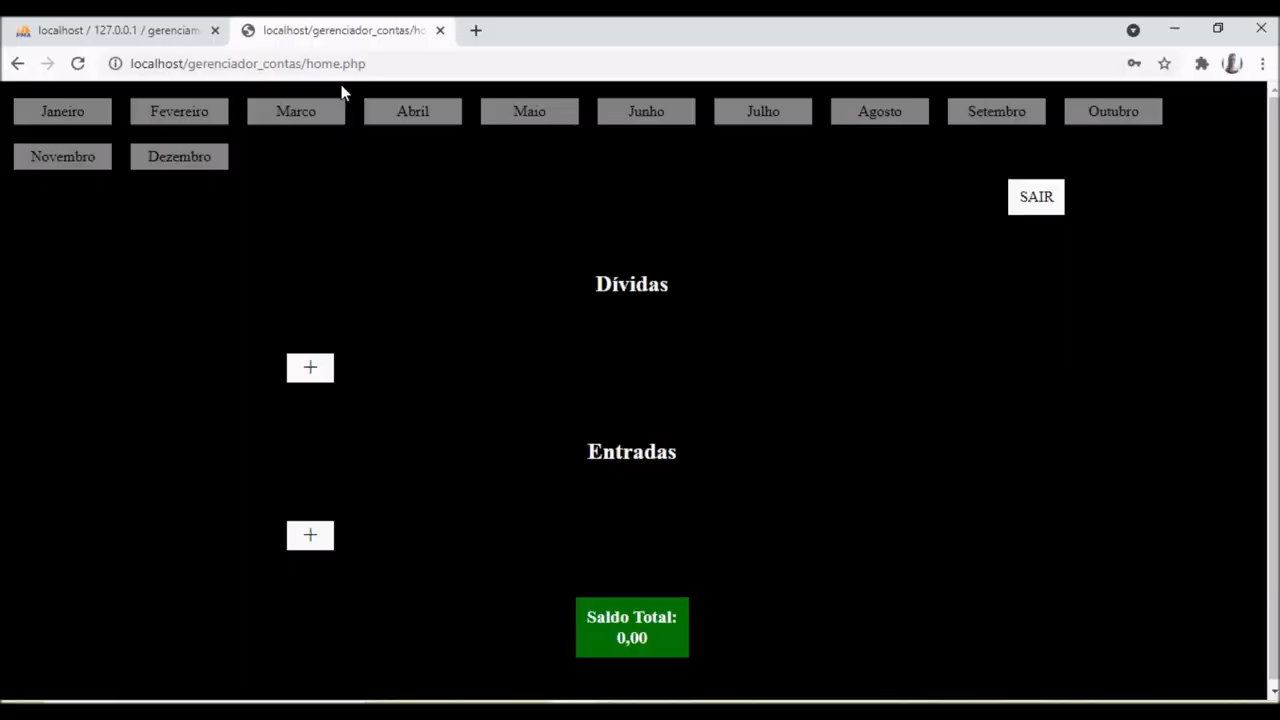 localhost / 127.0.0.1 / gerenciam
localhost/gerenciador_contas/ho
localhost/gerenciador_contas/home.php
Janeiro Fevereiro Marco Abril Maio Junho Julho Agosto Setembro Outubro
Novembro Dezembro
SAIR
Dívidas
+
Entradas
+
Saldo Total:
0,00